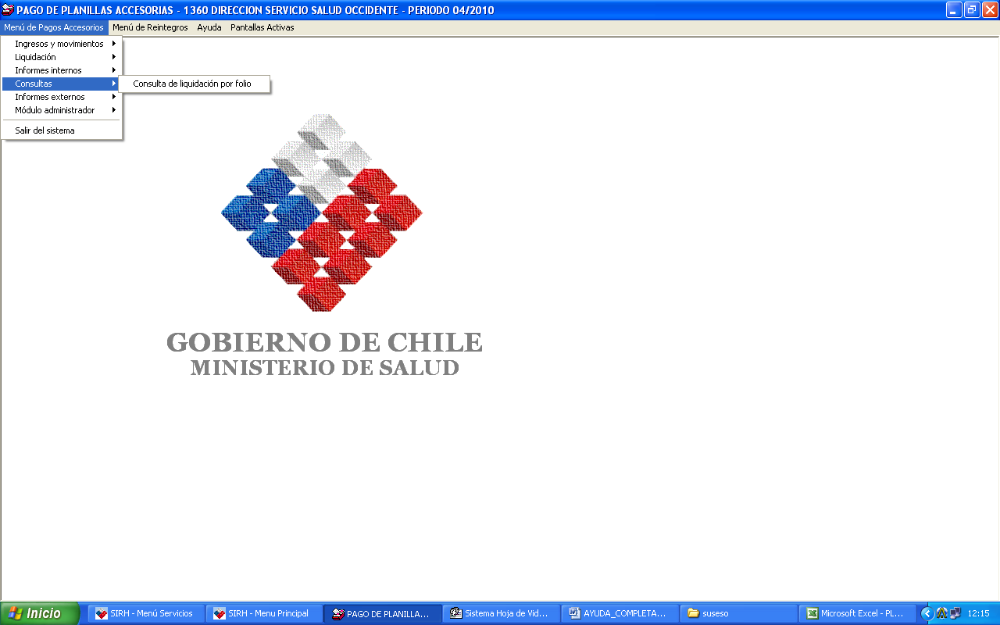 PAGO DE PLANILLAS ACCESORIAS - 1360 DIRECCION SERVICIO SALUD OCCIDENTE - PERIODO 04/2010
Menú de Pagos Accesorios Menú de Reintegros Ayuda Pantallas Activas
Ingresos y movimientos
Liquidación
Informes internos
Consultas
Consulta de liquidación por folio
Informes externos
Módulo administrador
Salir del sistema
GOBIERNO DE CHILE
MINISTERIO DE SALUD
Inicio SIRH - Menú Servicios SIRH - Menu Principal PAGO DE PLANILLA... Sistema Hoja de Vid... AYUDA_COMPLETA... suseso Microsoft Excel - PL... 12:15